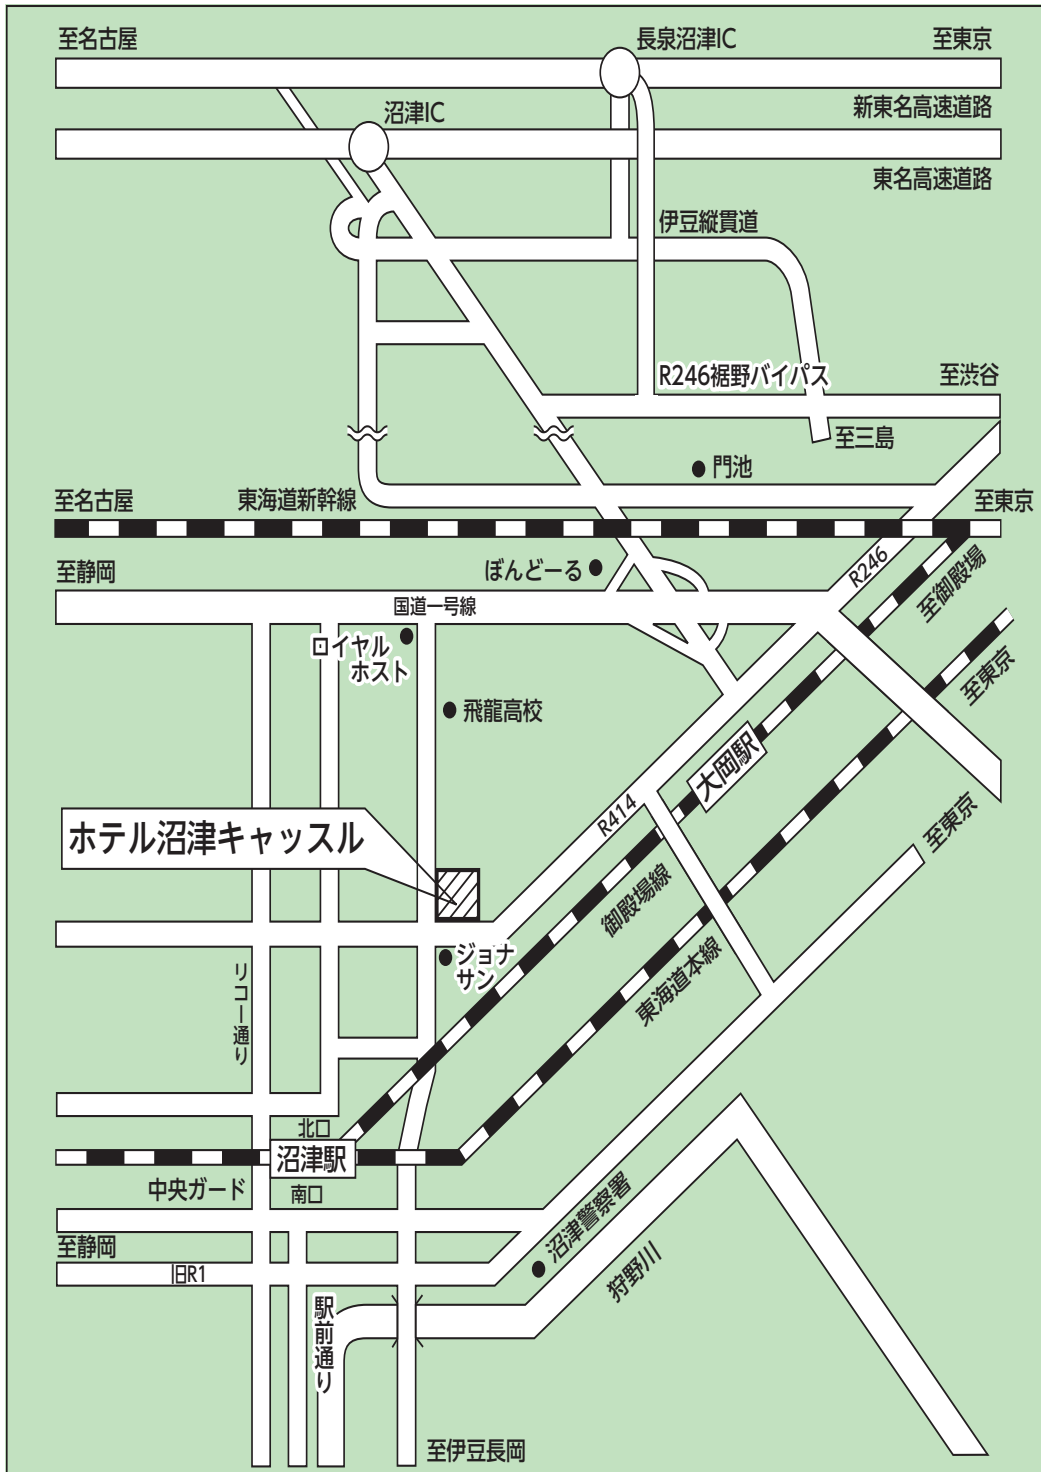 至名古屋
長泉沼津IC
至東京
新東名高速道路
沼津IC
東名高速道路
伊豆縦貫道
R246裾野バイパス
至渋谷
至三島
門池
至名古屋
東海道新幹線
至東京
至静岡
ぼんどーる
R246
至御殿場
国道一号線
ロイヤル
ホスト
至東京
飛龍高校
大岡駅
R414
至東京
ホテル沼津キャッスル
御殿場線
東海道本線
ジョナ
サン
リコー通り
北口
沼津駅
中央ガード
南口
沼津警察署
至静岡
旧R1
狩野川
駅前通り
至伊豆長岡